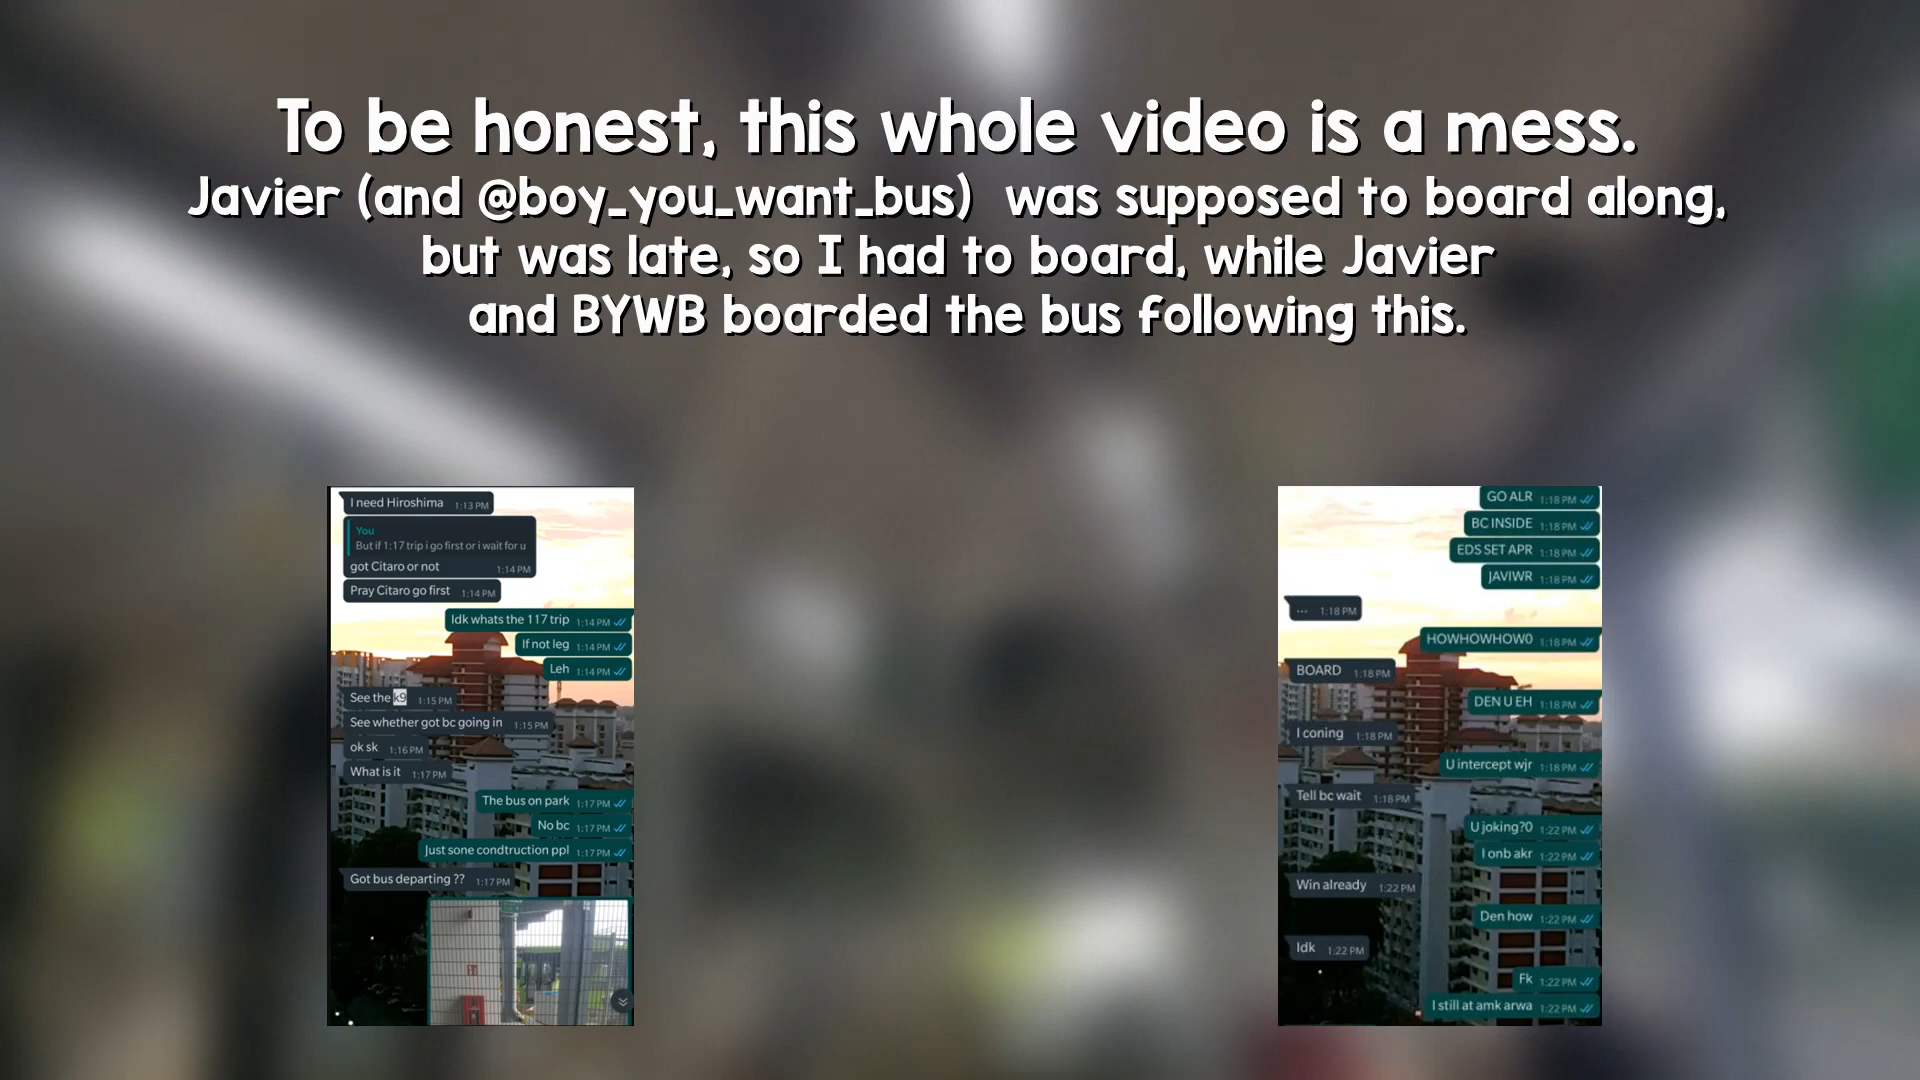 To be honest, this whole video is a mess.
Javier (and @boy_you_want_bus) was supposed to board along,
but was late, so I had to board, while Javier
and BYWB boarded the bus following this.
I need Hiroshima 1:13 PM
You
But if 1:17 trip i go first or i wait for u
got Citaro or not 1:14 PM
Pray Citaro go first 1:14 PM
Idk whats the 117 trip 1:14 PM
If not leg 1:14 PM
Leh 1:14 PM
See the k9 1:15 PM
See whether got bc going in 1:15 PM
ok sk 1:16 PM
What is it 1:17 PM
The bus on park 1:17 PM
No bc 1:17 PM
Just sone condtruction ppl 1:17 PM
Got bus departing ?? 1:17 PM
GO ALR 1:18 PM
BC INSIDE 1:18 PM
EDS SET APR 1:18 PM
JAVIWR 1:18 PM
... 1:18 PM
HOWHOWHOW0 1:18 PM
BOARD 1:18 PM
DEN U EH 1:18 PM
I coning 1:18 PM
U intercept wjr 1:18 PM
Tell bc wait 1:18 PM
U joking?0 1:22 PM
I onb akr 1:22 PM
Win already 1:22 PM
Den how 1:22 PM
Idk 1:22 PM
Fk 1:22 PM
I still at amk arwa 1:22 PM